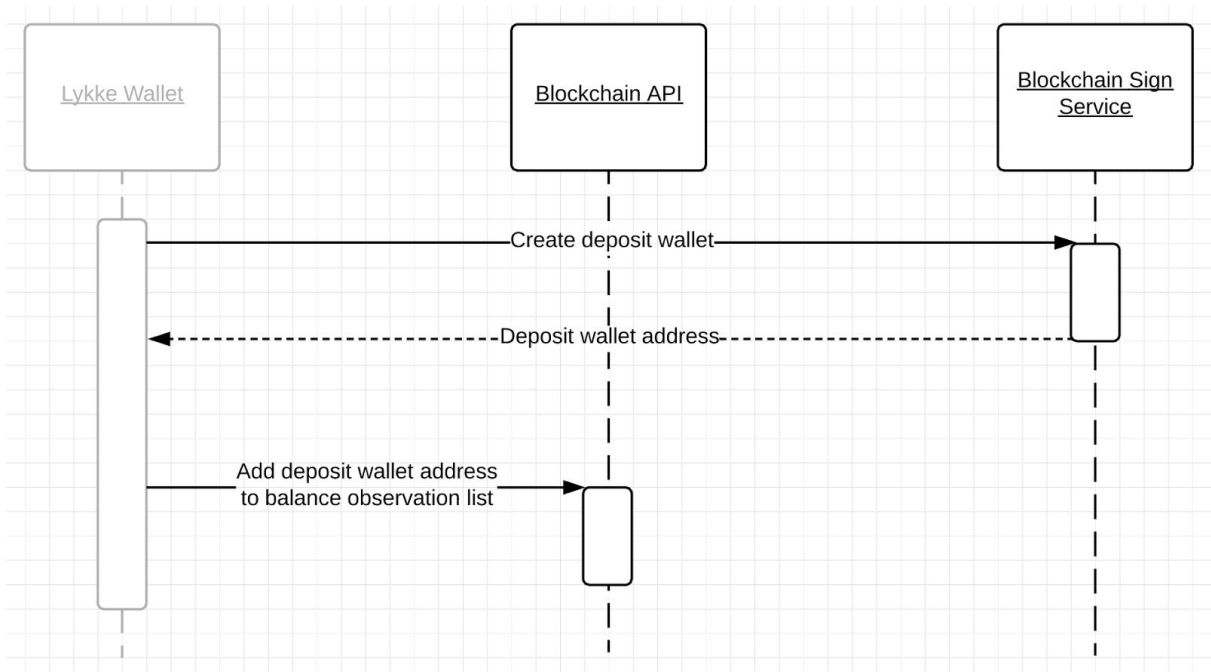 Lykke Wallet
Blockchain API
Blockchain Sign
Service
Create deposit wallet
Deposit wallet address
Add deposit wallet address
to balance observation list